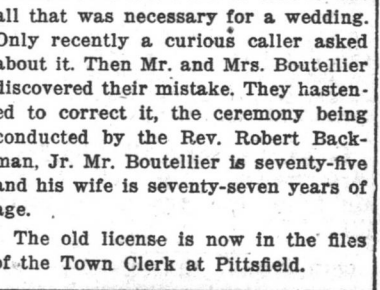 all that was necessary for a wedding.
Only recently a curious caller asked
about it. Then Mr. and Mrs. Boutellier
discovered their mistake. They hasten-
ed to correct it, the ceremony being
conducted by the Rev. Robert Back-
man, Jr. Mr. Boutellier is seventy-five
and his wife is seventy-seven years of
age.
The old license is now in the files
of the Town Clerk at Pittsfield.